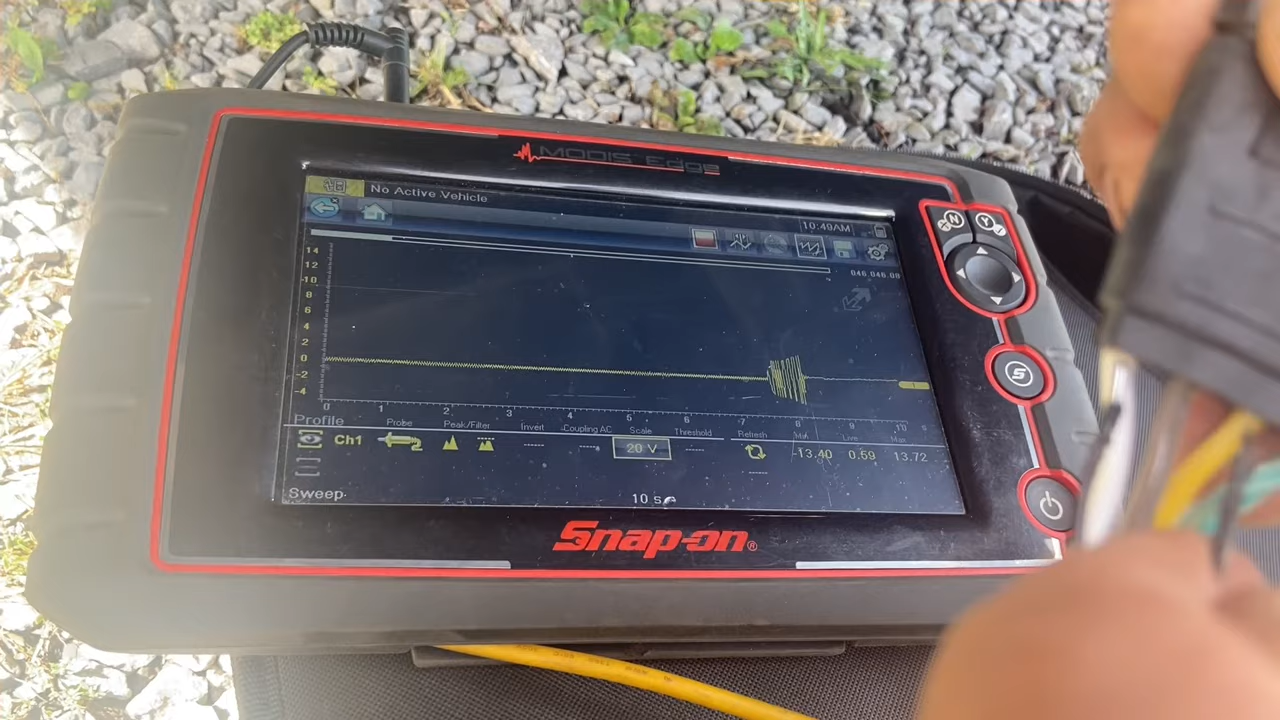 MODIS Edge
No Active Vehicle
10:49AM
14
12
-10
8
6
4
2
0
-2
-4
0 1 2 3 4 5 6 7 8 9 10 s
Profile Probe Peak/Filter Invert Coupling AC Scale Threshold Refresh Min Live Max
Ch1 20 V -13.40 0.59 13.72
Sweep 10 s
N Y
S
Snap-on®